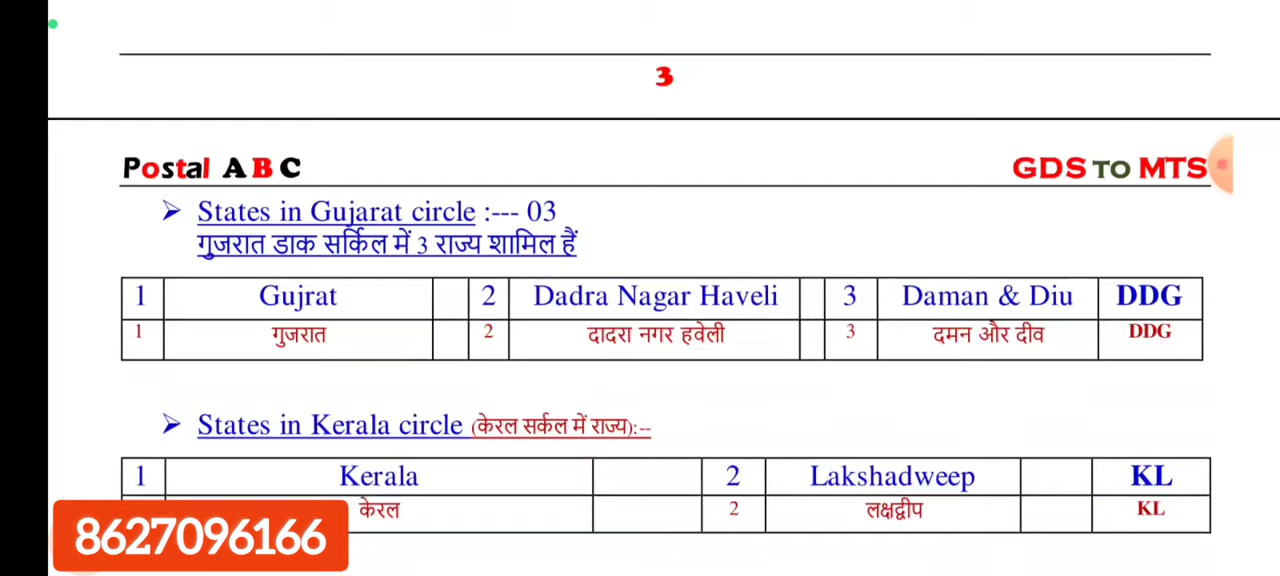 3
Postal A B C GDS TO MTS
➢ States in Gujarat circle :--- 03
गुजरात डाक सर्किल में 3 राज्य शामिल हैं
1 Gujrat 2 Dadra Nagar Haveli 3 Daman & Diu DDG
1 गुजरात 2 दादरा नगर हवेली 3 दमन और दीव DDG
➢ States in Kerala circle (केरल सर्कल में राज्य):--
1 Kerala 2 Lakshadweep KL
केरल 2 लक्षद्वीप KL
8627096166